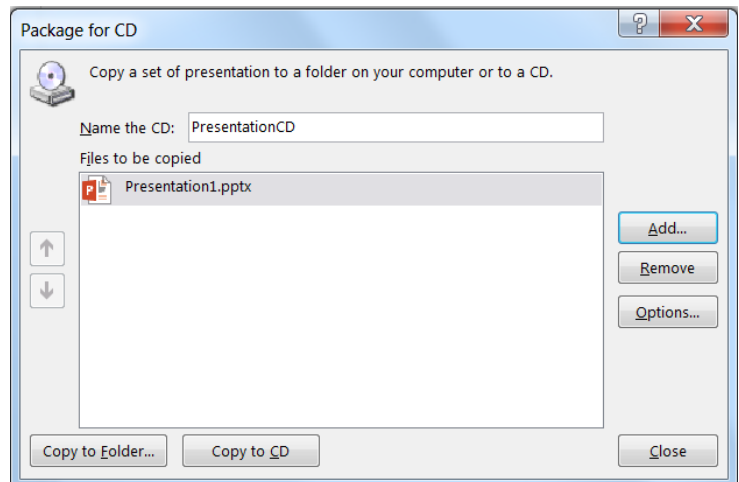 Package for CD
Copy a set of presentation to a folder on your computer or to a CD.
Name the CD: PresentationCD
Files to be copied
Presentation1.pptx
Add...
Remove
Options...
Copy to Folder... Copy to CD Close